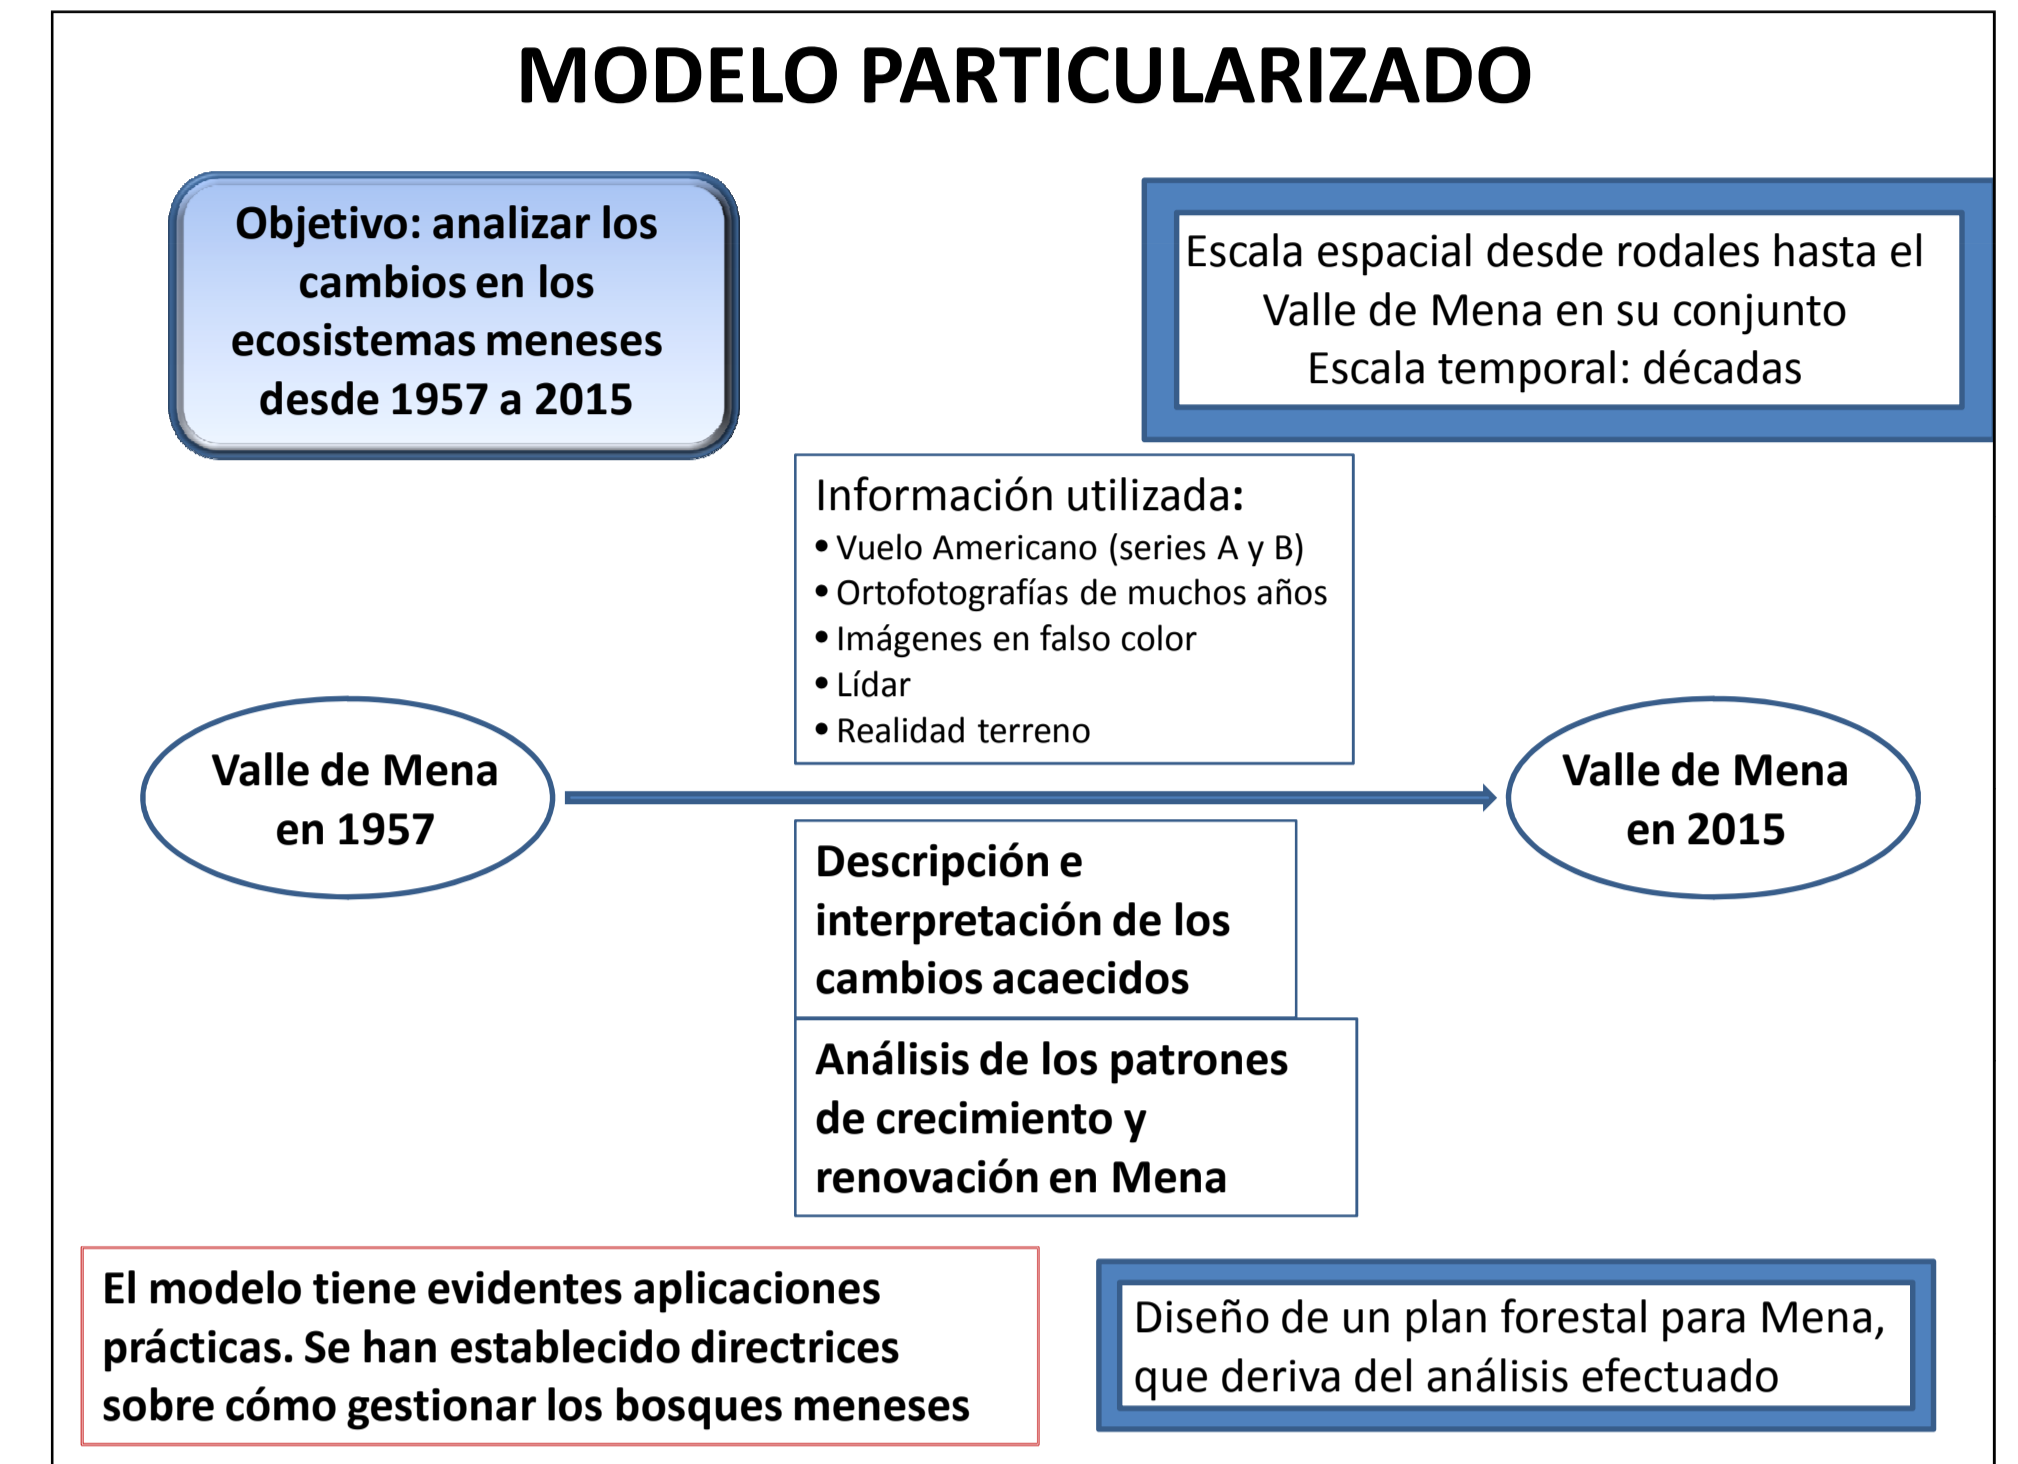 MODELO PARTICULARIZADO
Objetivo: analizar los
cambios en los
ecosistemas meneses
desde 1957 a 2015
Escala espacial desde rodales hasta el
Valle de Mena en su conjunto
Escala temporal: décadas
Información utilizada:
• Vuelo Americano (series A y B)
• Ortofotografías de muchos años
• Imágenes en falso color
• Lídar
• Realidad terreno
Valle de Mena
en 1957
Valle de Mena
en 2015
Descripción e
interpretación de los
cambios acaecidos
Análisis de los patrones
de crecimiento y
renovación en Mena
El modelo tiene evidentes aplicaciones
prácticas. Se han establecido directrices
sobre cómo gestionar los bosques meneses
Diseño de un plan forestal para Mena,
que deriva del análisis efectuado